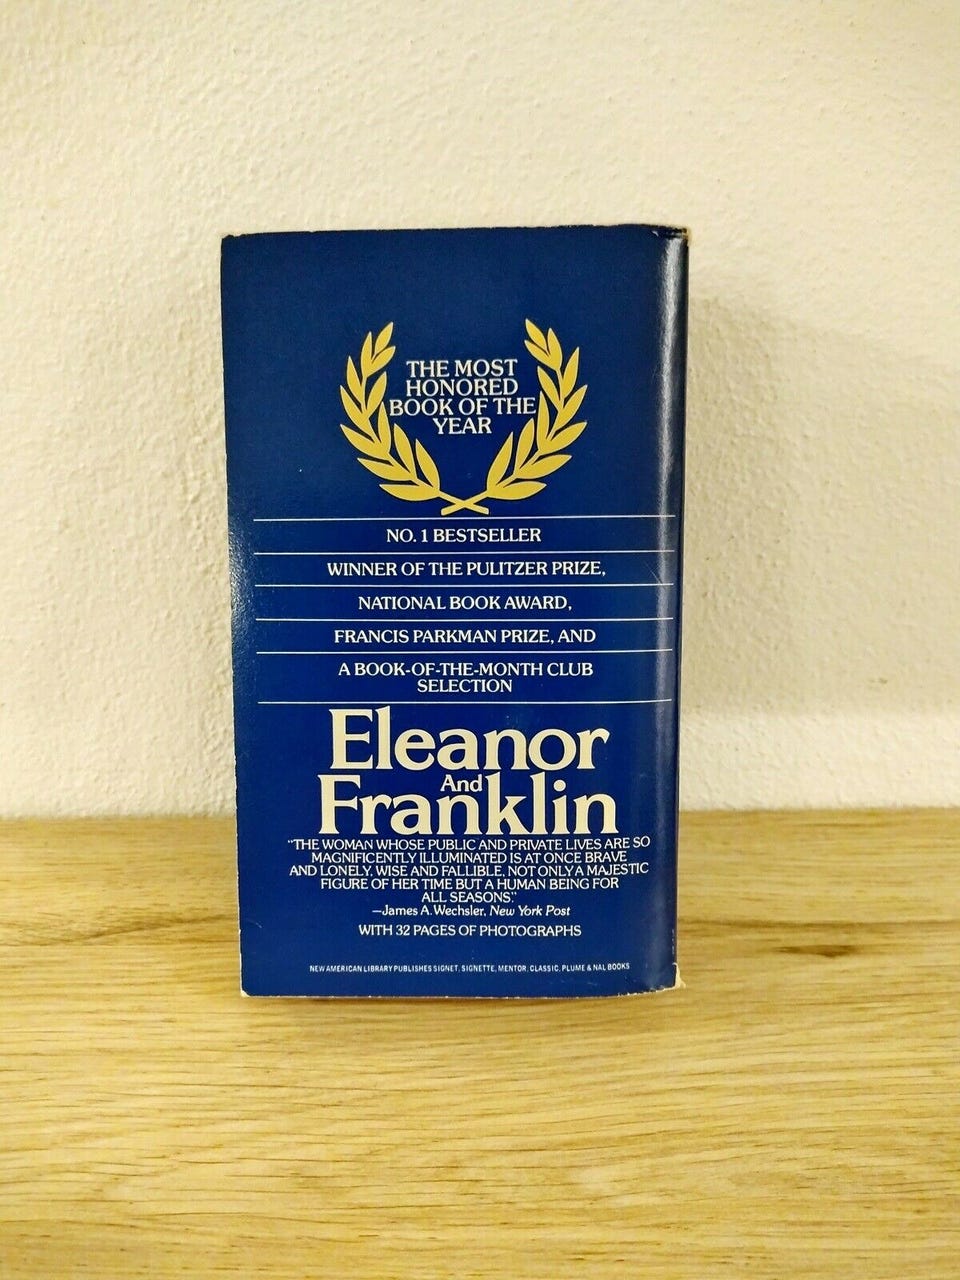 THE MOST
HONORED
BOOK OF THE
YEAR
NO. 1 BESTSELLER
WINNER OF THE PULITZER PRIZE,
NATIONAL BOOK AWARD,
FRANCIS PARKMAN PRIZE, AND
A BOOK-OF-THE-MONTH CLUB
SELECTION
Eleanor
And
Franklin
"THE WOMAN WHOSE PUBLIC AND PRIVATE LIVES ARE SO
MAGNIFICENTLY ILLUMINATED IS AT ONCE BRAVE
AND LONELY, WISE AND FALLIBLE, NOT ONLY A MAJESTIC
FIGURE OF HER TIME BUT A HUMAN BEING FOR
ALL SEASONS."
—James A. Wechsler, New York Post
WITH 32 PAGES OF PHOTOGRAPHS
NEW AMERICAN LIBRARY PUBLISHES SIGNET, SIGNETTE, MENTOR, CLASSIC, PLUME & NAL BOOKS